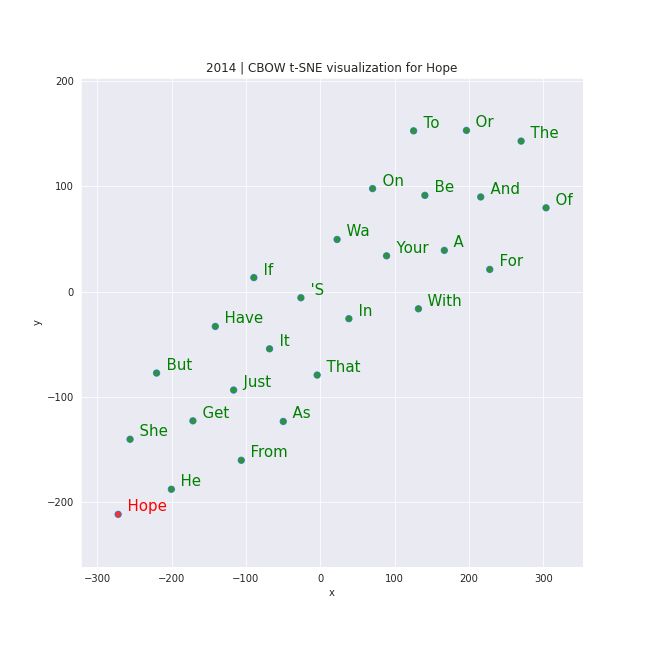 2014 | CBOW t-SNE visualization for Hope
200
To
Or
The
On
Be
And
100
Of
Wa
Your
A
If
For
0
'S
With
Have
In
It
But
That
Just
−100
She
Get
As
From
He
−200
Hope
−300
−200
−100
0
100
200
300
x
y